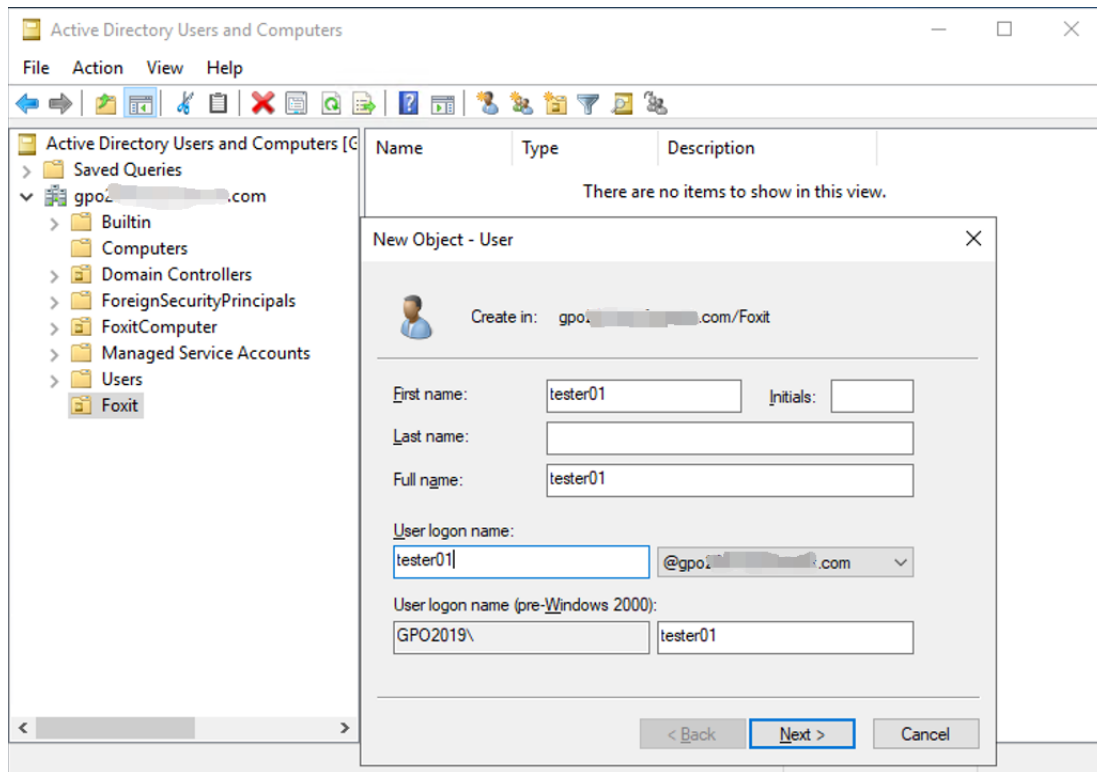 Active Directory Users and Computers
File Action View Help
Active Directory Users and Computers [G
Name Type Description
Saved Queries
There are no items to show in this view.
gpo2 .com
Builtin
Computers
Domain Controllers
ForeignSecurityPrincipals
FoxitComputer
Managed Service Accounts
Users
Foxit
New Object - User
Create in: gpo2 .com/Foxit
First name: tester01 Initials:
Last name:
Full name: tester01
User logon name:
tester01 @gpo2 .com
User logon name (pre-Windows 2000):
GPO2019\ tester01
< Back Next > Cancel